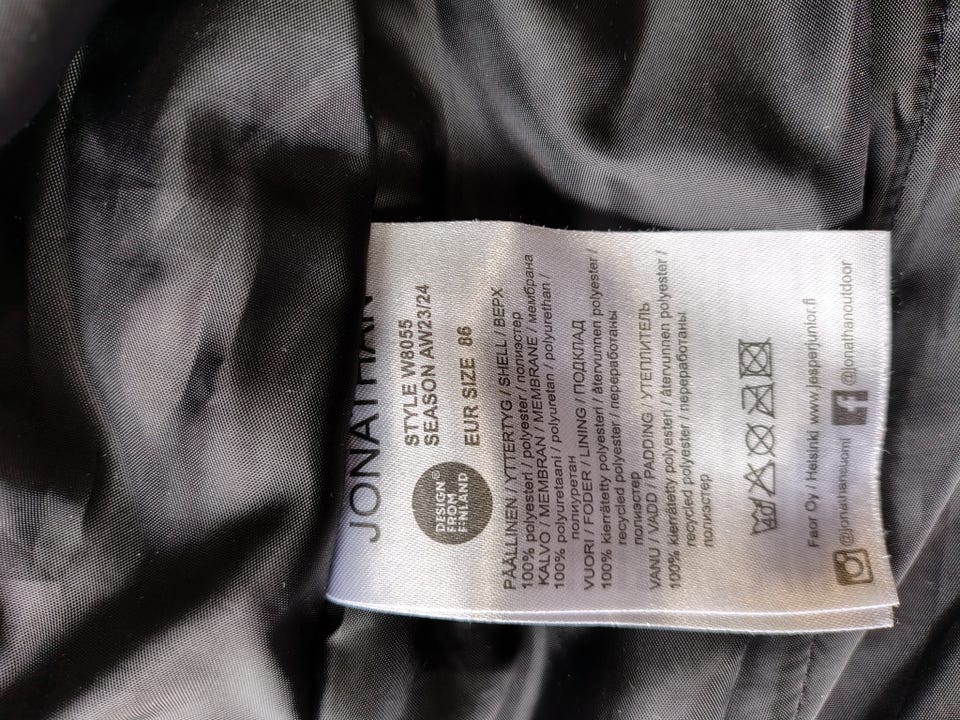 JONATHAN
STYLE W8055
SEASON AW23/24
EUR SIZE 86
DESIGN
FROM
FINLAND
PÄÄLLINEN / YTTERTYG / SHELL / ВЕРХ
100% polyesteri / polyester / полиэстер
KALVO / MEMBRAN / MEMBRANE / мембрана
100% polyuretaani / polyuretan / polyurethan /
полиуретан
VUORI / FODER / LINING / ПОДКЛАД
100% kierrätetty polyesteri / återvunnen polyester /
recycled polyester / переработаны
полиэстер
VANU / VADD / PADDING / УТЕПЛИТЕЛЬ
100% kierrätetty polyesteri / återvunnen polyester /
recycled polyester / переработаны
полиэстер
40
Faor Oy / Helsinki www.jesperjunior.fi
@jonathansuomi f @jonathanoutdoor